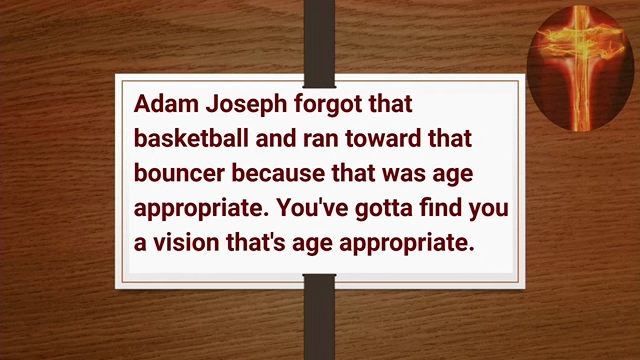 Adam Joseph forgot that
basketball and ran toward that
bouncer because that was age
appropriate. You've gotta find you
a vision that's age appropriate.